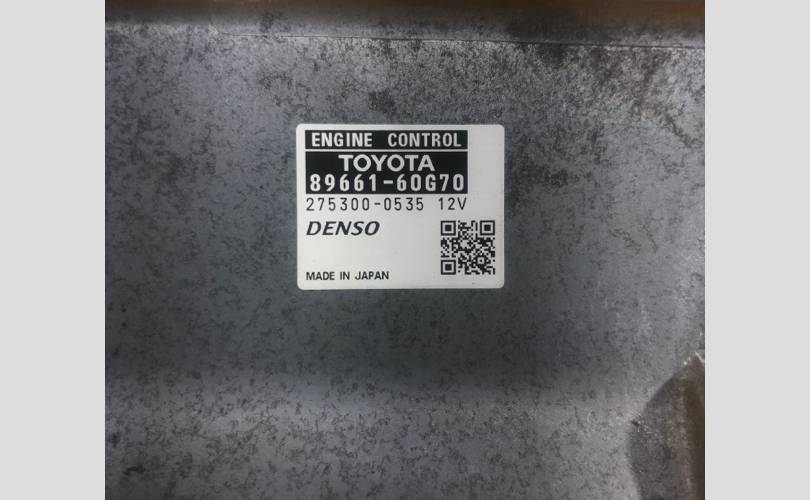 ENGINE CONTROL
TOYOTA
89661-60G70
275300-0535 12V
DENSO
MADE IN JAPAN